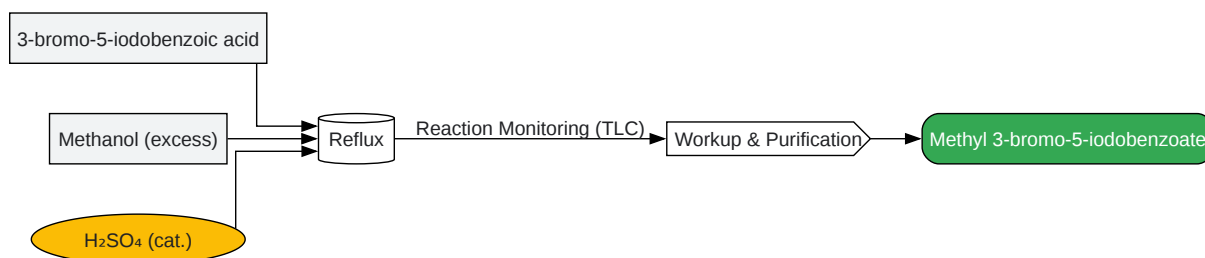 3-bromo-5-iodobenzoic acid
Methanol (excess)
H₂SO₄ (cat.)
Reflux
Reaction Monitoring (TLC)
Workup & Purification
Methyl 3-bromo-5-iodobenzoate